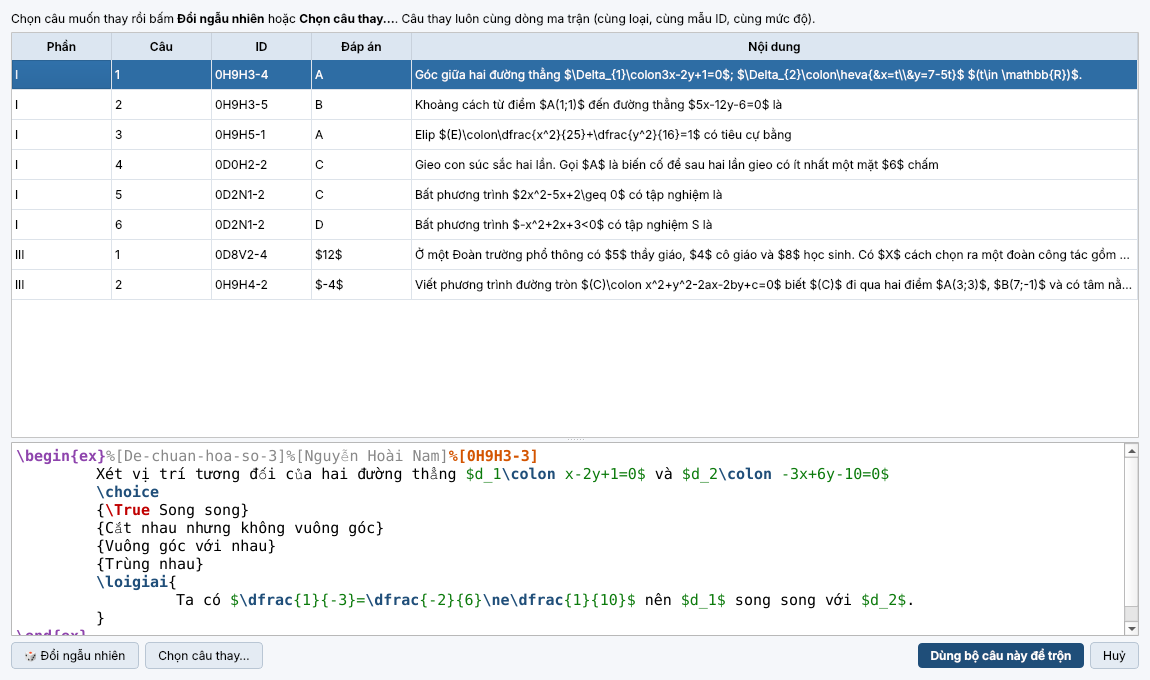 Chọn câu muốn thay rồi bấm Đổi ngẫu nhiên hoặc Chọn câu thay.... Câu thay luôn cùng dòng ma trận (cùng loại, cùng mẫu ID, cùng mức độ).
Phần Câu ID Đáp án Nội dung
I 1 0H9H3-4 A Góc giữa hai đường thẳng $\Delta_{1}\colon3x-2y+1=0$; $\Delta_{2}\colon\heva{&x=t\\&y=7-5t}$ $(t\in \mathbb{R})$.
I 2 0H9H3-5 B Khoảng cách từ điểm $A(1;1)$ đến đường thẳng $5x-12y-6=0$ là
I 3 0H9H5-1 A Elip $(E)\colon\dfrac{x^2}{25}+\dfrac{y^2}{16}=1$ có tiêu cự bằng
I 4 0D0H2-2 C Gieo con súc sắc hai lần. Gọi $A$ là biến cố để sau hai lần gieo có ít nhất một mặt $6$ chấm
I 5 0D2N1-2 C Bất phương trình $2x^2-5x+2\geq 0$ có tập nghiệm là
I 6 0D2N1-2 D Bất phương trình $-x^2+2x+3<0$ có tập nghiệm S là
III 1 0D8V2-4 $12$ Ở một Đoàn trường phổ thông có $5$ thầy giáo, $4$ cô giáo và $8$ học sinh. Có $X$ cách chọn ra một đoàn công tác gồm ...
III 2 0H9H4-2 $-4$ Viết phương trình đường tròn $(C)\colon x^2+y^2-2ax-2by+c=0$ biết $(C)$ đi qua hai điểm $A(3;3)$, $B(7;-1)$ và có tâm nằ...
\begin{ex}%[De-chuan-hoa-so-3]%[Nguyễn Hoài Nam]%[0H9H3-3]
Xét vị trí tương đối của hai đường thẳng $d_1\colon x-2y+1=0$ và $d_2\colon -3x+6y-10=0$
\choice
{\True Song song}
{Cắt nhau nhưng không vuông góc}
{Vuông góc với nhau}
{Trùng nhau}
\loigiai{
Ta có $\dfrac{1}{-3}=\dfrac{-2}{6}\ne\dfrac{1}{10}$ nên $d_1$ song song với $d_2$.
}
\end{ex}
🎲 Đổi ngẫu nhiên Chọn câu thay... Dùng bộ câu này để trộn Huỷ